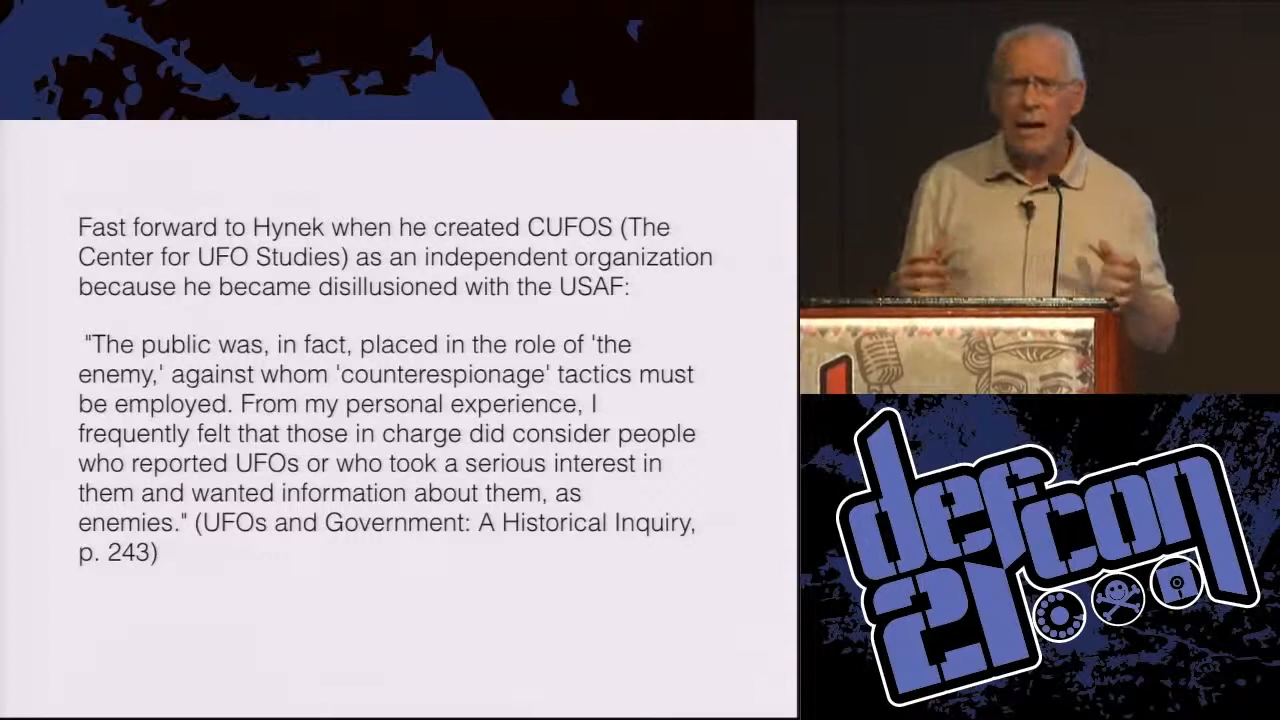 Fast forward to Hynek when he created CUFOS (The
Center for UFO Studies) as an independent organization
because he became disillusioned with the USAF:
"The public was, in fact, placed in the role of 'the
enemy,' against whom 'counterespionage' tactics must
be employed. From my personal experience, I
frequently felt that those in charge did consider people
who reported UFOs or who took a serious interest in
them and wanted information about them, as
enemies." (UFOs and Government: A Historical Inquiry,
p. 243)
defcon
21